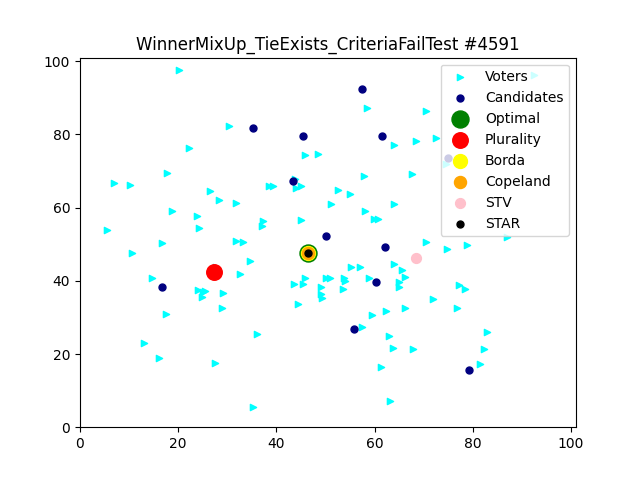 WinnerMixUp_TieExists_CriteriaFailTest #4591
100
80
60
40
20
0
0 20 40 60 80 100
Voters
Candidates
Optimal
Plurality
Borda
Copeland
STV
STAR